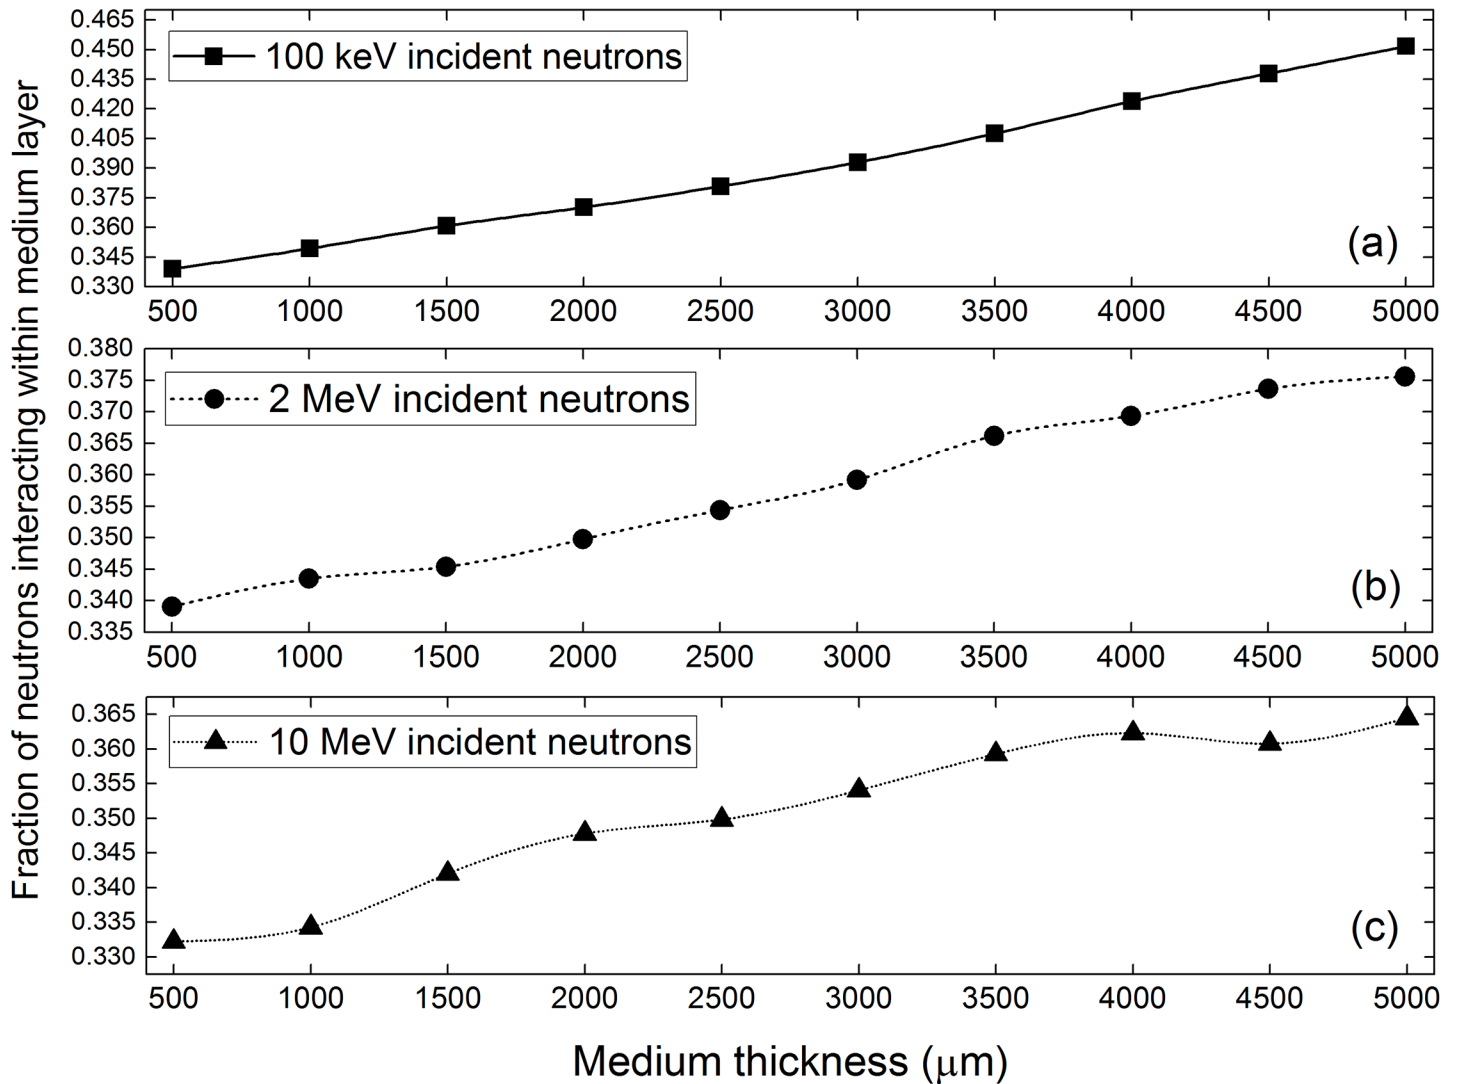 Fraction of neutrons interacting within medium layer
0.465
0.450
0.435
0.420
0.405
0.390
0.375
0.360
0.345
0.330
100 keV incident neutrons
(a)
500 1000 1500 2000 2500 3000 3500 4000 4500 5000
0.380
0.375
0.370
0.365
0.360
0.355
0.350
0.345
0.340
0.335
2 MeV incident neutrons
(b)
500 1000 1500 2000 2500 3000 3500 4000 4500 5000
0.365
0.360
0.355
0.350
0.345
0.340
0.335
0.330
10 MeV incident neutrons
(c)
500 1000 1500 2000 2500 3000 3500 4000 4500 5000
Medium thickness (μm)